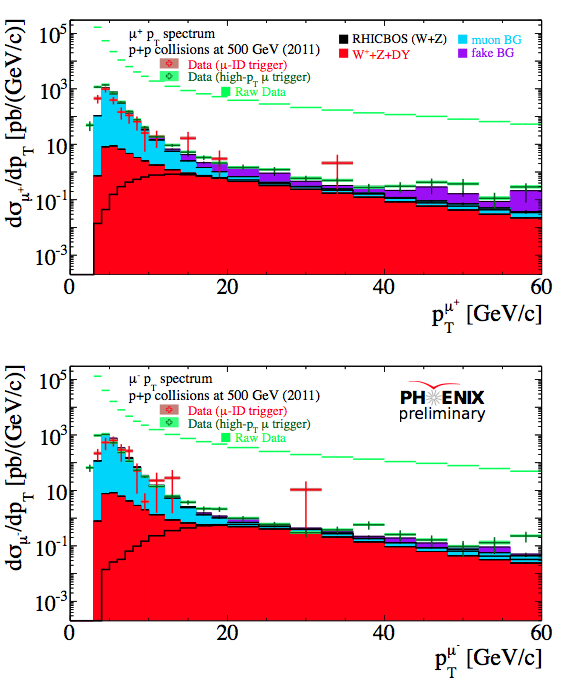 μ⁺ p_T spectrum
p+p collisions at 500 GeV (2011)
Data (μ-ID trigger)
Data (high-p_T μ trigger)
Raw Data
RHICBOS (W+Z)
muon BG
W⁺+Z+DY
fake BG
dσ_μ⁺/dp_T [pb/(GeV/c)]
10⁵
10³
10
10⁻¹
10⁻³
0 20 40 60
p_T^μ⁺ [GeV/c]
μ⁻ p_T spectrum
p+p collisions at 500 GeV (2011)
Data (μ-ID trigger)
Data (high-p_T μ trigger)
Raw Data
PHENIX
preliminary
dσ_μ⁻/dp_T [pb/(GeV/c)]
10⁵
10³
10
10⁻¹
10⁻³
0 20 40 60
p_T^μ⁻ [GeV/c]